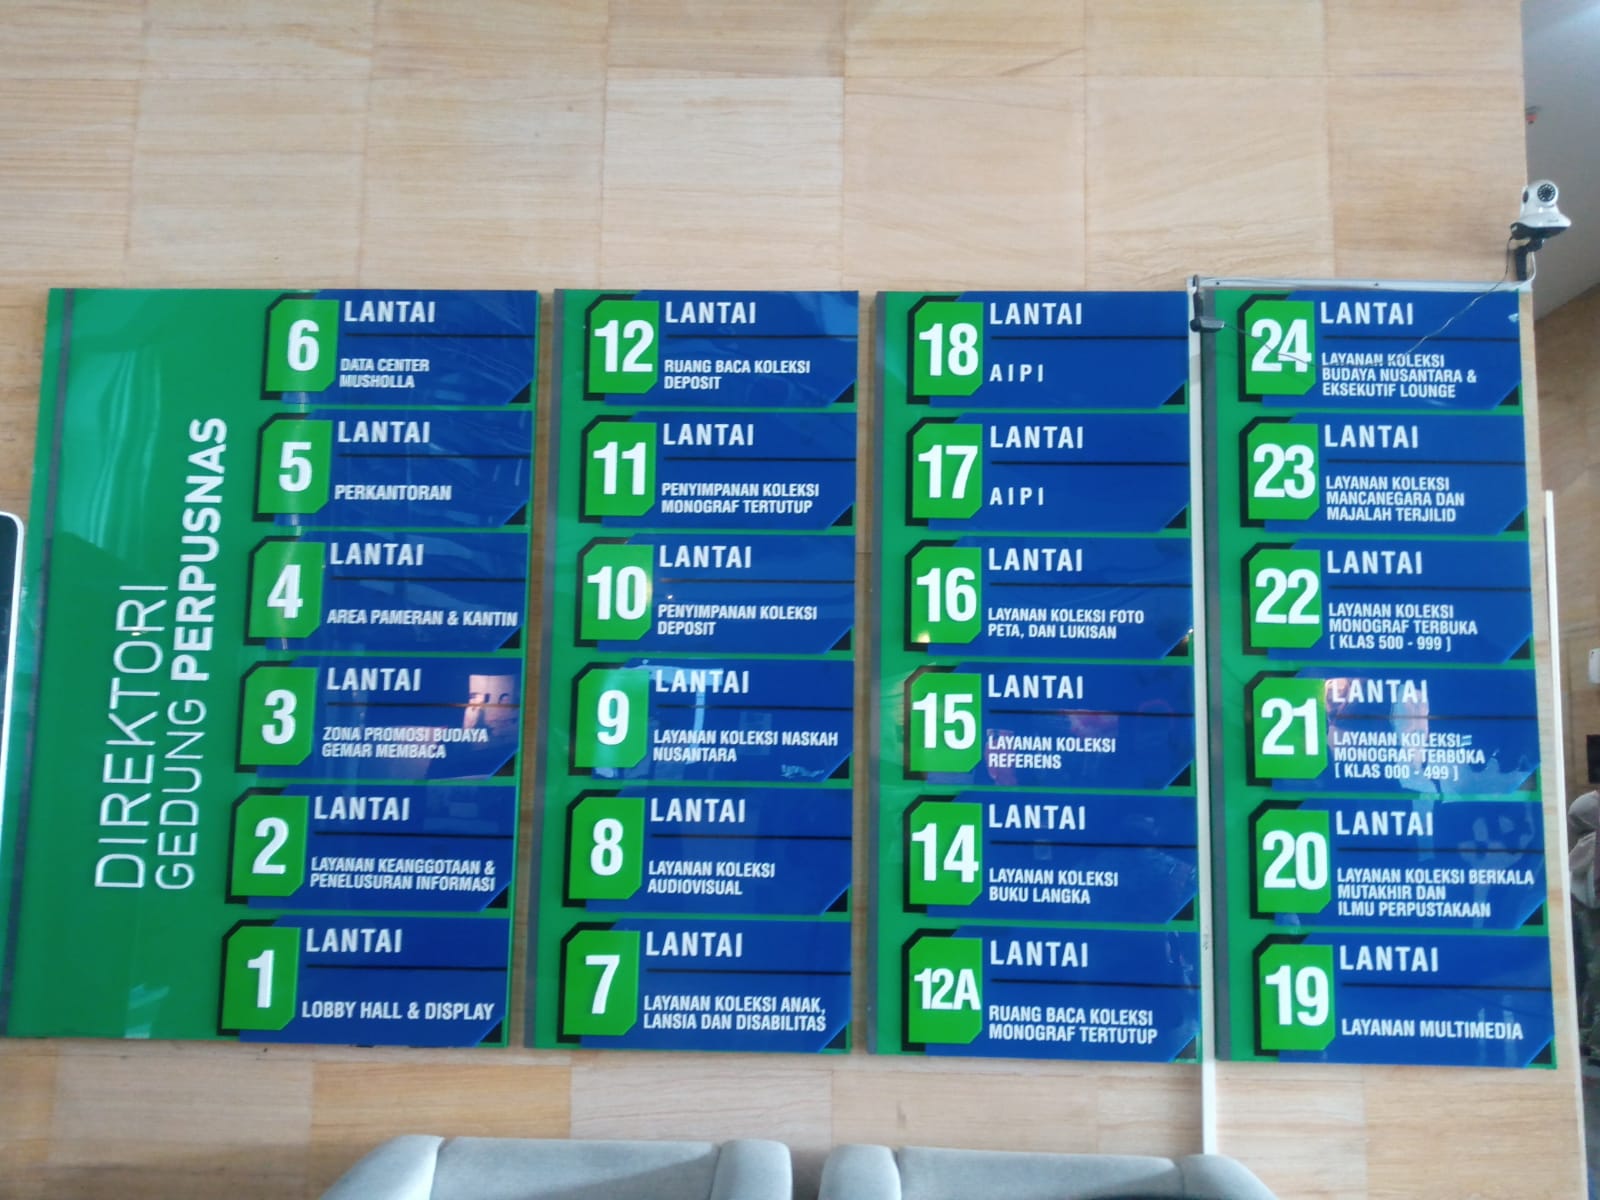 DIREKTORI
GEDUNG PERPUSNAS
6 LANTAI
DATA CENTER
MUSHOLLA
5 LANTAI
PERKANTORAN
4 LANTAI
AREA PAMERAN & KANTIN
3 LANTAI
ZONA PROMOSI BUDAYA
GEMAR MEMBACA
2 LANTAI
LAYANAN KEANGGOTAAN &
PENELUSURAN INFORMASI
1 LANTAI
LOBBY HALL & DISPLAY
12 LANTAI
RUANG BACA KOLEKSI
DEPOSIT
11 LANTAI
PENYIMPANAN KOLEKSI
MONOGRAF TERTUTUP
10 LANTAI
PENYIMPANAN KOLEKSI
DEPOSIT
9 LANTAI
LAYANAN KOLEKSI NASKAH
NUSANTARA
8 LANTAI
LAYANAN KOLEKSI
AUDIOVISUAL
7 LANTAI
LAYANAN KOLEKSI ANAK,
LANSIA DAN DISABILITAS
18 LANTAI
AIPI
17 LANTAI
AIPI
16 LANTAI
LAYANAN KOLEKSI FOTO
PETA, DAN LUKISAN
15 LANTAI
LAYANAN KOLEKSI
REFERENS
14 LANTAI
LAYANAN KOLEKSI
BUKU LANGKA
12A LANTAI
RUANG BACA KOLEKSI
MONOGRAF TERTUTUP
24 LANTAI
LAYANAN KOLEKSI
BUDAYA NUSANTARA &
EKSEKUTIF LOUNGE
23 LANTAI
LAYANAN KOLEKSI
MANCANEGARA DAN
MAJALAH TERJILID
22 LANTAI
LAYANAN KOLEKSI
MONOGRAF TERBUKA
[ KLAS 500 - 999 ]
21 LANTAI
LAYANAN KOLEKSI
MONOGRAF TERBUKA
[ KLAS 000 - 499 ]
20 LANTAI
LAYANAN KOLEKSI BERKALA
MUTAKHIR DAN
ILMU PERPUSTAKAAN
19 LANTAI
LAYANAN MULTIMEDIA